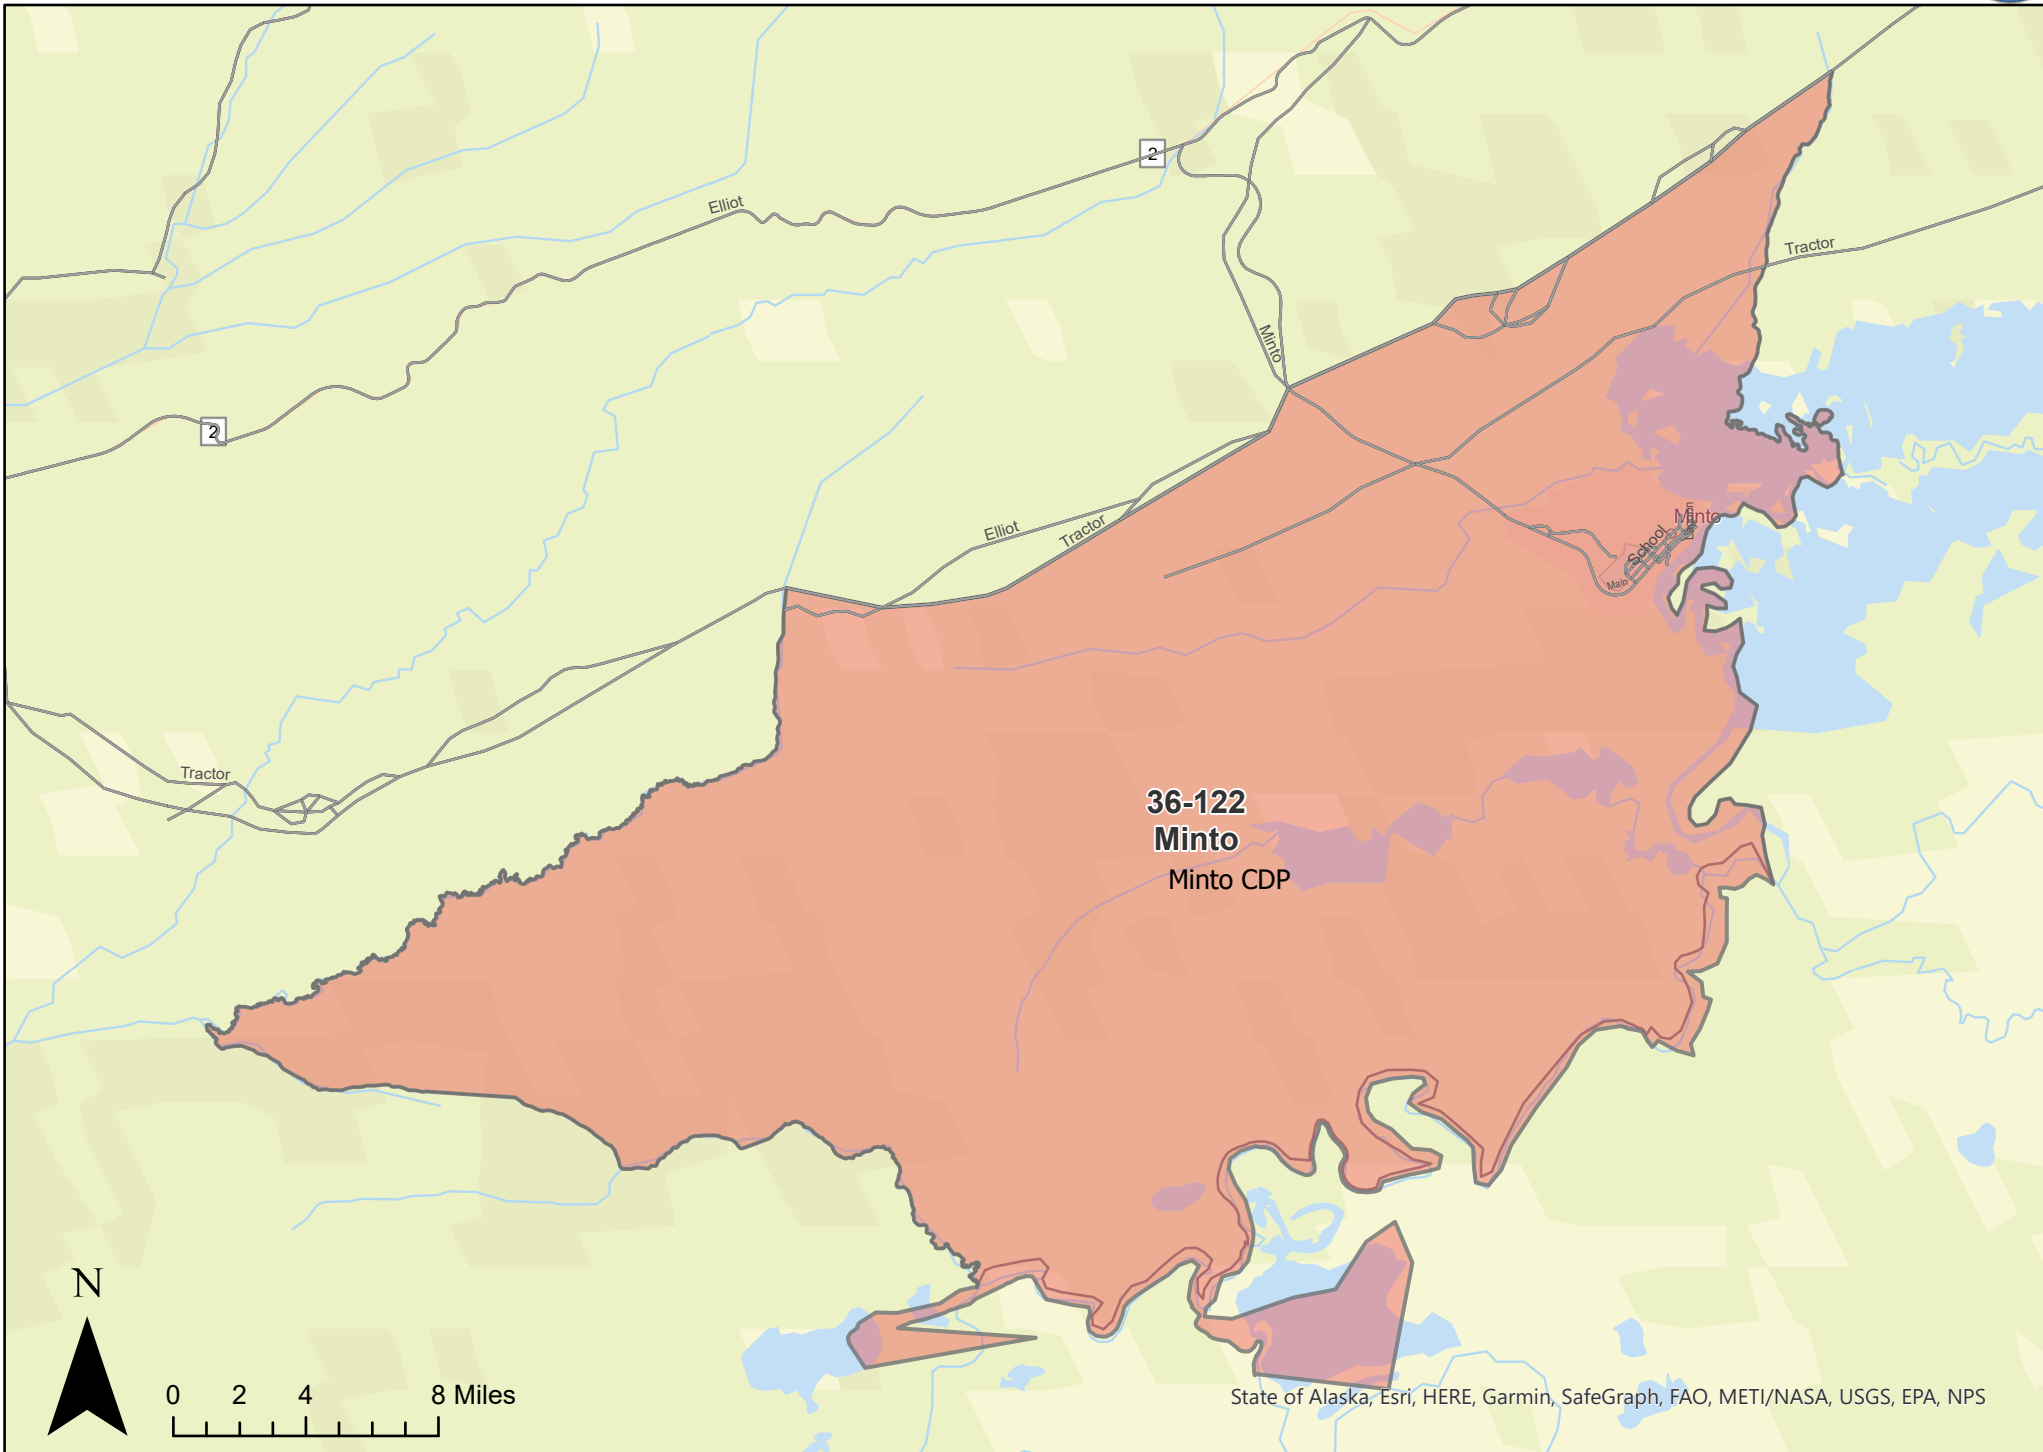 2
Elliot
Tractor
Minto
2
Elliot
Tractor
Minto
School
Main
Tractor
36-122
Minto
Minto CDP
N
0 2 4 8 Miles
State of Alaska, Esri, HERE, Garmin, SafeGraph, FAO, METI/NASA, USGS, EPA, NPS